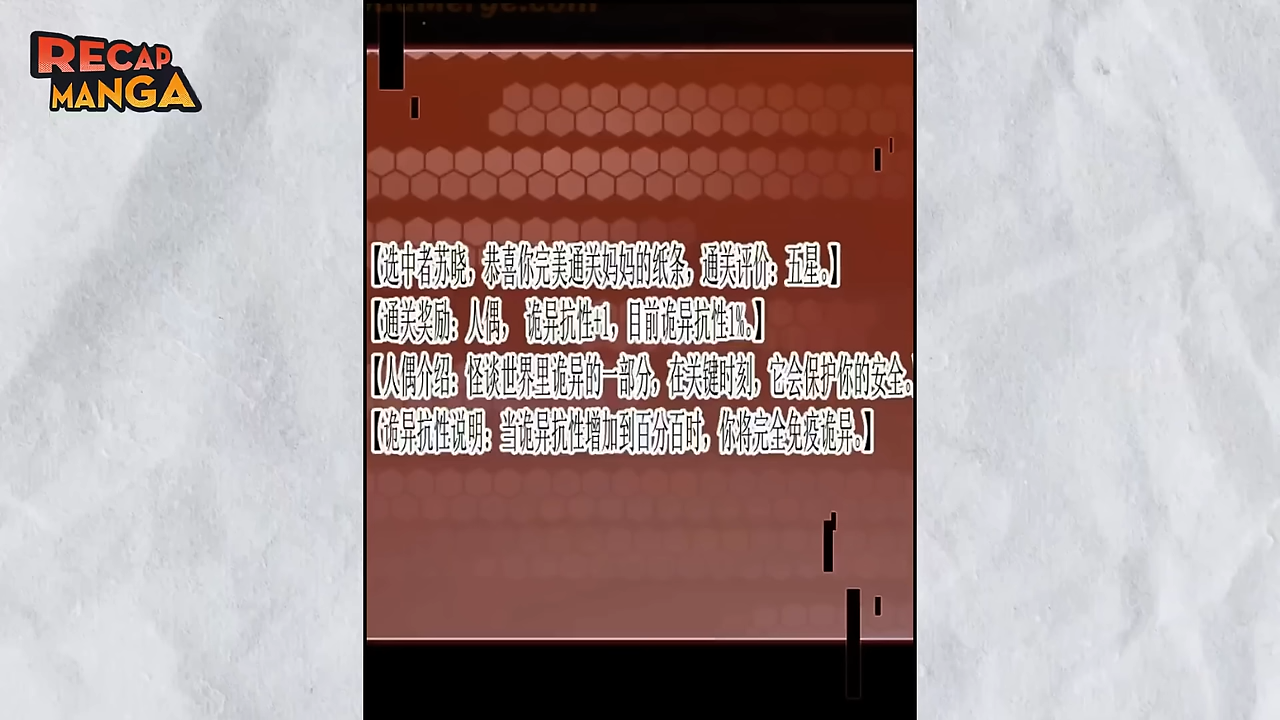 RECAP
MANGA
【选中者苏晓，恭喜你完美通关妈妈的纸条，通关评价：五星。】
【通关奖励：人偶， 诡异抗性+1，目前诡异抗性1%。】
【人偶介绍：怪谈世界里诡异的一部分，在关键时刻，它会保护你的安全。】
【诡异抗性说明：当诡异抗性增加到百分百时，你将完全免疫诡异。】